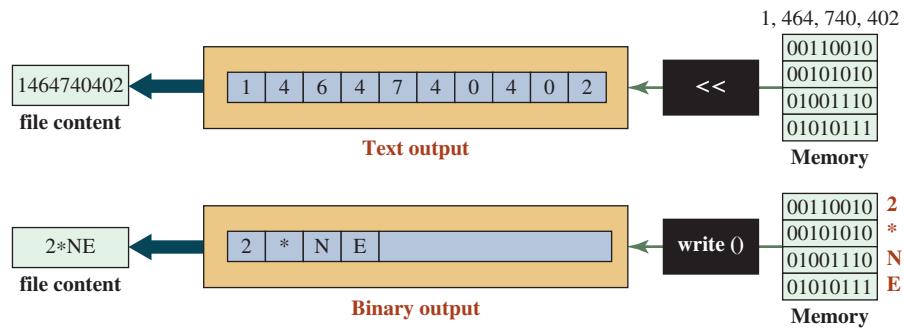 1, 464, 740, 402
1464740402
file content
1 4 6 4 7 4 0 4 0 2
Text output
<<
00110010
00101010
01001110
01010111
Memory
2*NE
file content
2 * N E
Binary output
write ()
00110010 2
00101010 *
01001110 N
01010111 E
Memory